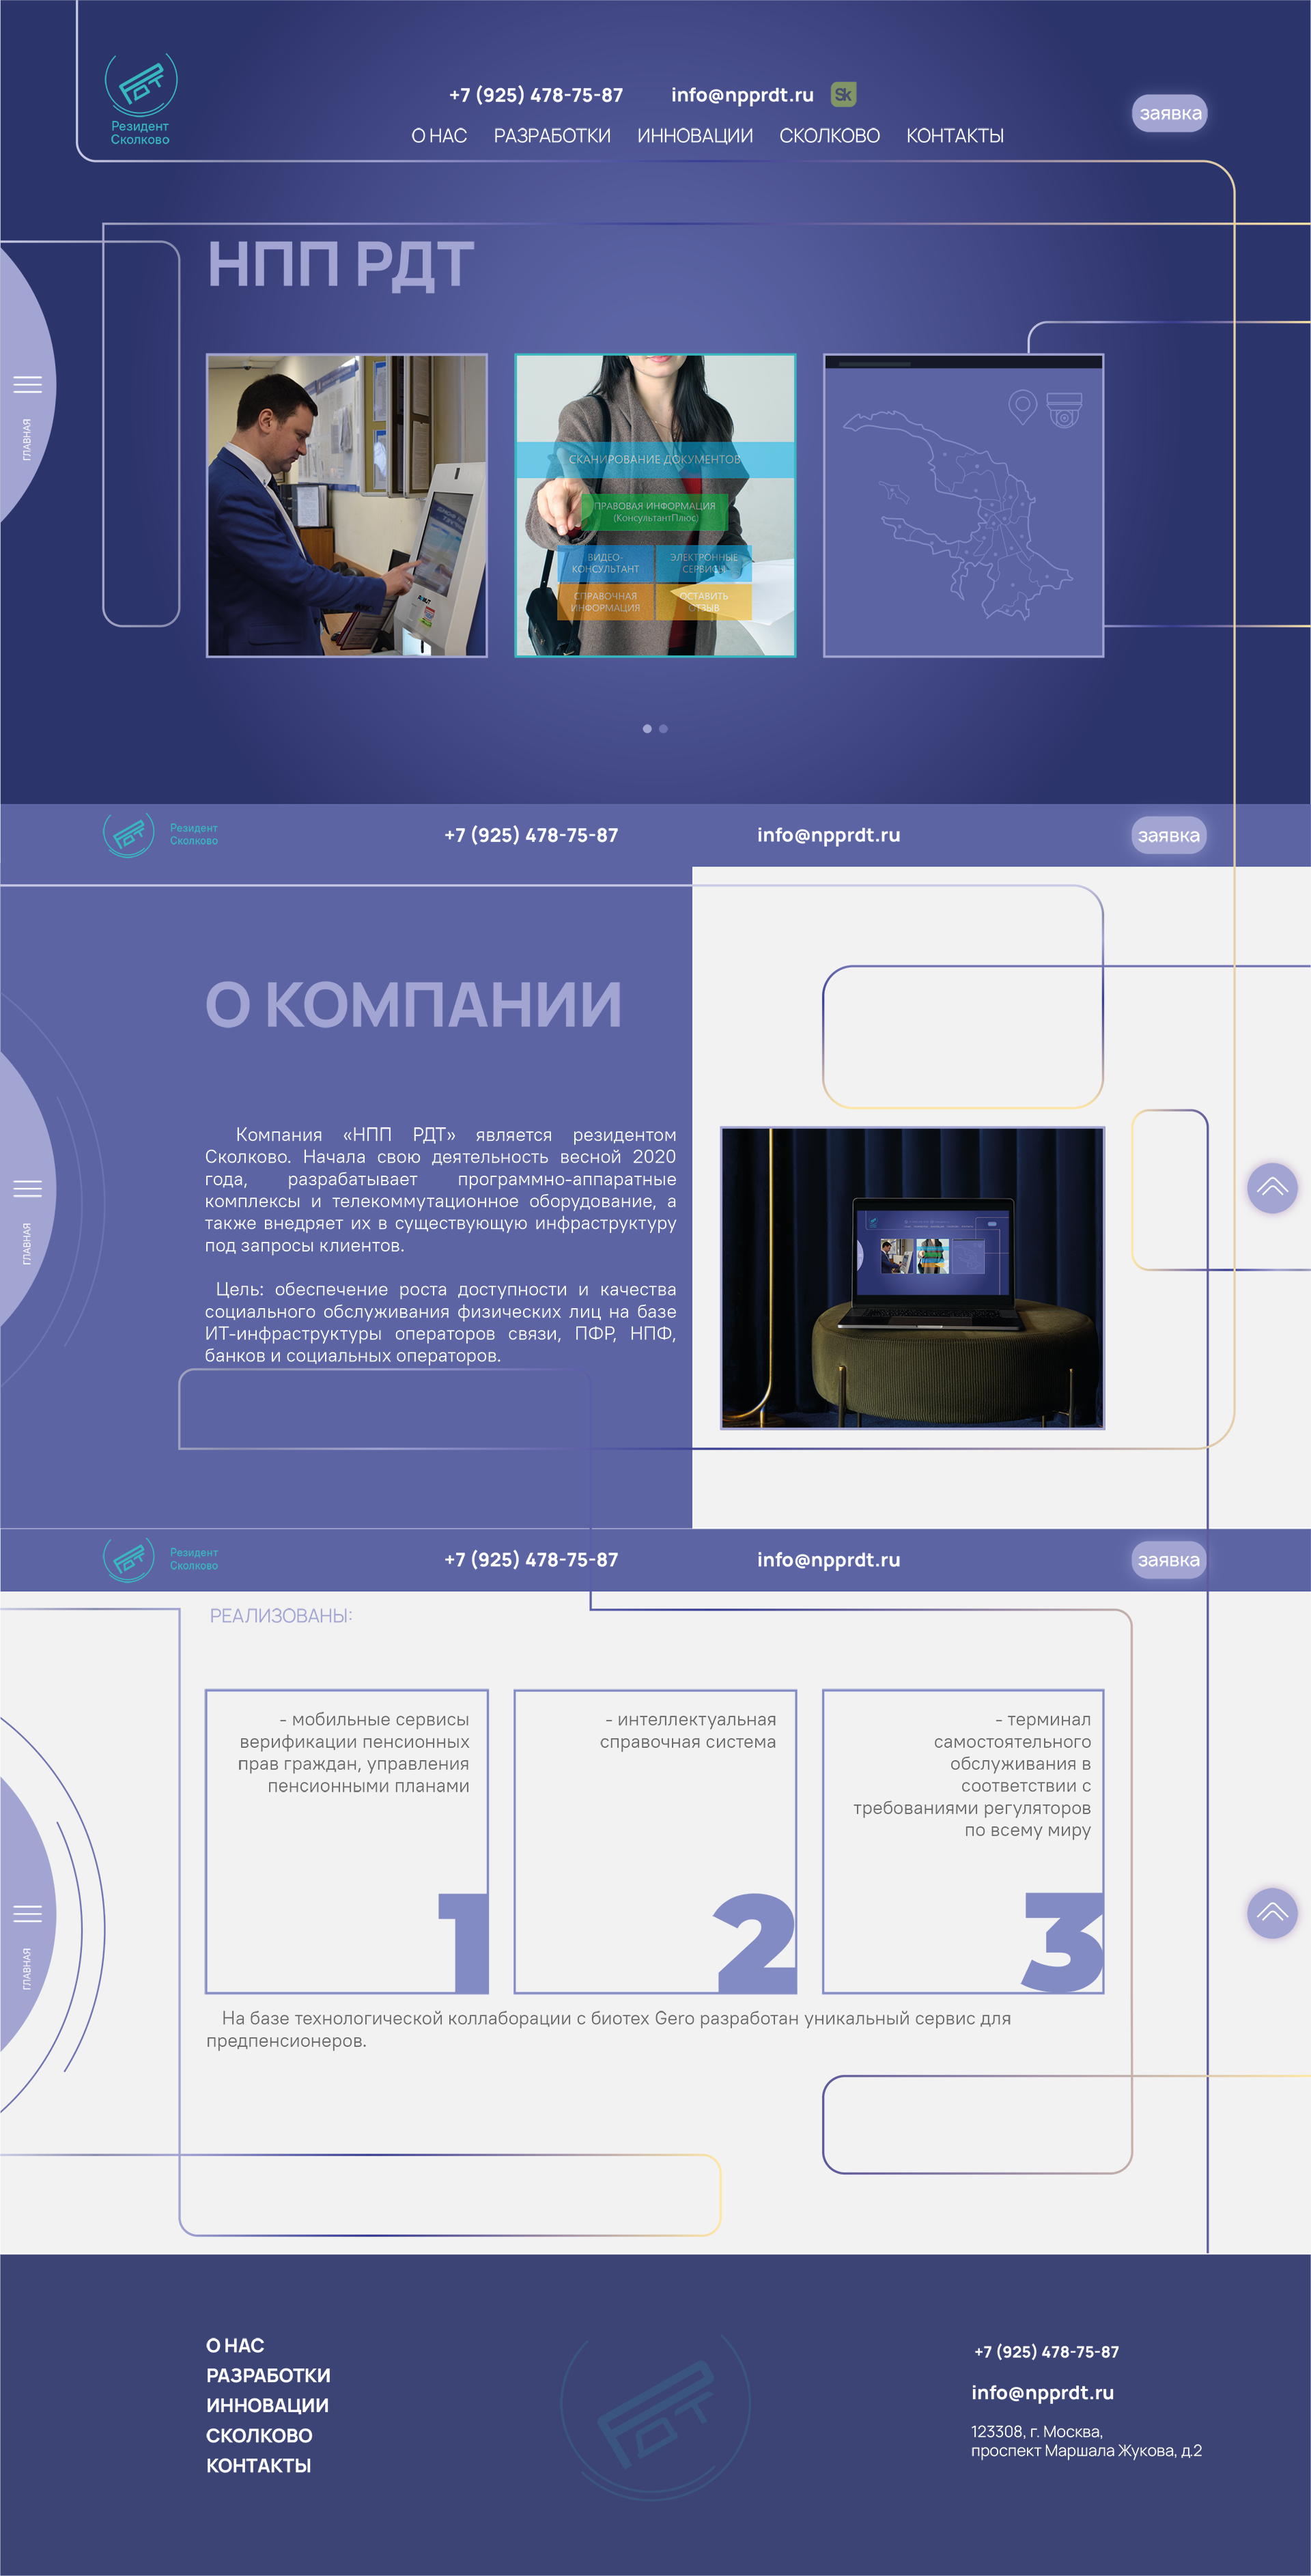 Резидент
Сколково
+7 (925) 478-75-87
info@npprdt.ru
Sk
заявка
О НАС
РАЗРАБОТКИ
ИННОВАЦИИ
СКОЛКОВО
КОНТАКТЫ
НПП РДТ
ГЛАВНАЯ
СКАНИРОВАНИЕ ДОКУМЕНТОВ
ПРАВОВАЯ ИНФОРМАЦИЯ
(КонсультантПлюс)
ВИДЕО-
КОНСУЛЬТАНТ
ЭЛЕКТРОННЫЕ
СЕРВИСЫ
СПРАВОЧНАЯ
ИНФОРМАЦИЯ
ОСТАВИТЬ
ОТЗЫВ
Резидент
Сколково
+7 (925) 478-75-87
info@npprdt.ru
заявка
О КОМПАНИИ
Компания «НПП РДТ» является резидентом
Сколково. Начала свою деятельность весной 2020
года, разрабатывает программно-аппаратные
комплексы и телекоммутационное оборудование, а
также внедряет их в существующую инфраструктуру
под запросы клиентов.
Цель: обеспечение роста доступности и качества
социального обслуживания физических лиц на базе
ИТ-инфраструктуры операторов связи, ПФР, НПФ,
банков и социальных операторов.
ГЛАВНАЯ
Резидент
Сколково
+7 (925) 478-75-87
info@npprdt.ru
заявка
РЕАЛИЗОВАНЫ:
- мобильные сервисы
верификации пенсионных
прав граждан, управления
пенсионными планами
1
- интеллектуальная
справочная система
2
- терминал
самостоятельного
обслуживания в
соответствии с
требованиями регуляторов
по всему миру
3
ГЛАВНАЯ
На базе технологической коллаборации с биотех Gero разработан уникальный сервис для
предпенсионеров.
О НАС
РАЗРАБОТКИ
ИННОВАЦИИ
СКОЛКОВО
КОНТАКТЫ
+7 (925) 478-75-87
info@npprdt.ru
123308, г. Москва,
проспект Маршала Жукова, д.2